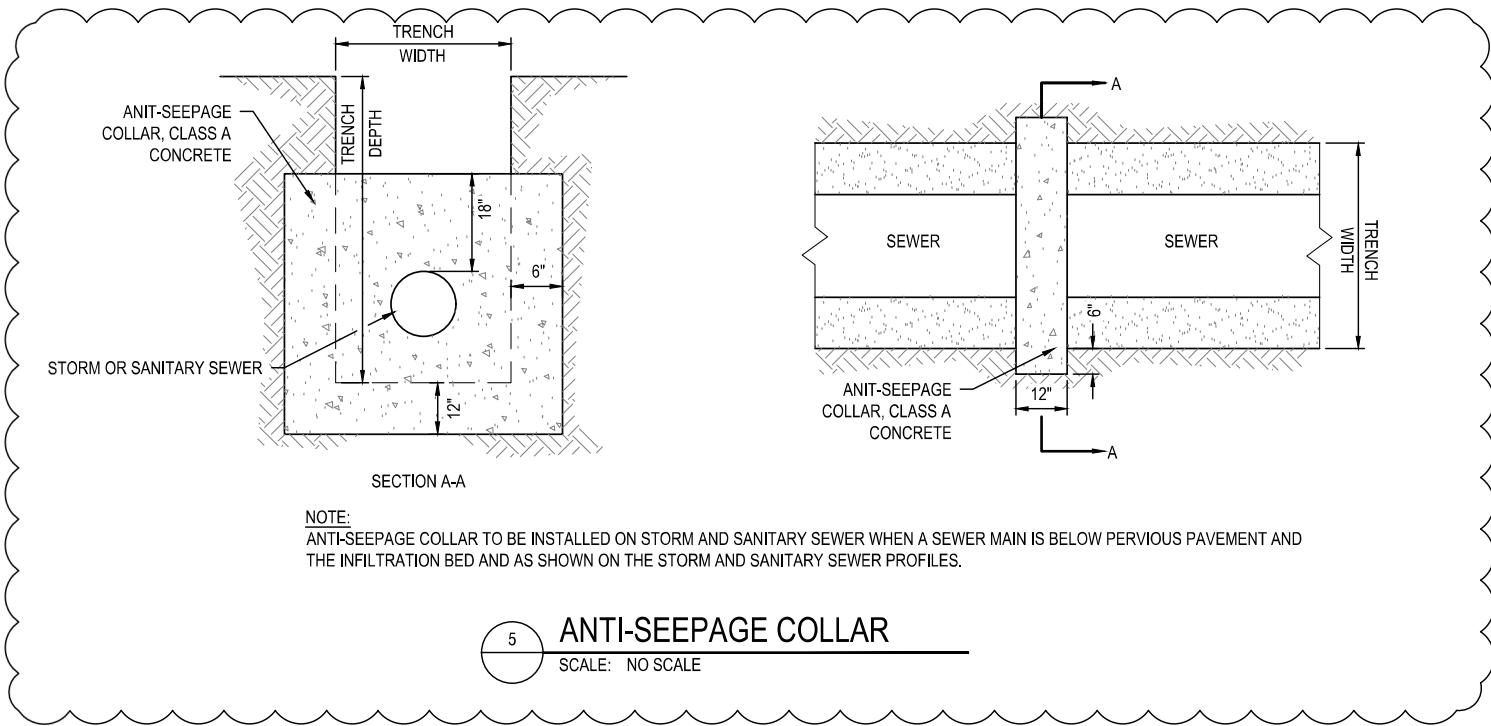 TRENCH
WIDTH
ANIT-SEEPAGE
COLLAR, CLASS A
CONCRETE
TRENCH
DEPTH
18"
6"
STORM OR SANITARY SEWER
12"
SECTION A-A
A
SEWER
SEWER
TRENCH
WIDTH
6"
ANIT-SEEPAGE
COLLAR, CLASS A
CONCRETE
12"
A
NOTE:
ANTI-SEEPAGE COLLAR TO BE INSTALLED ON STORM AND SANITARY SEWER WHEN A SEWER MAIN IS BELOW PERVIOUS PAVEMENT AND
THE INFILTRATION BED AND AS SHOWN ON THE STORM AND SANITARY SEWER PROFILES.
5
ANTI-SEEPAGE COLLAR
SCALE: NO SCALE